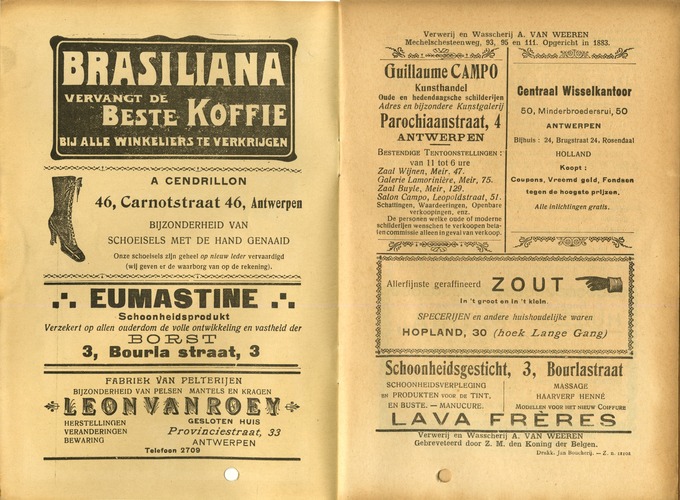 BRASILIANA
VERVANGT DE
BESTE KOFFIE
BIJ ALLE WINKELIERS TE VERKRIJGEN
A CENDRILLON
46, Carnotstraat 46, Antwerpen
BIJZONDERHEID VAN
SCHOEISELS MET DE HAND GENAAID
Onze schoeisels zijn geheel op nieuw leder vervaardigd
(wij geven er de waarborg van op de rekening).
EUMASTINE
Schoonheidsprodukt
Verzekert op allen ouderdom de volle ontwikkeling en vastheid der
BORST
3, Bourla straat, 3
FABRIEK VAN PELTERIJEN
BIJZONDERHEID VAN PELSEN MANTELS EN KRAGEN
LEON VAN ROEY
HERSTELLINGEN
VERANDERINGEN
BEWARING
GESLOTEN HUIS
Provinciestraat, 33
ANTWERPEN
Telefoon 2709
Verwerij en Wasscherij A. VAN WEEREN
Mechelschesteenweg, 93, 95 en 111. Opgericht in 1883.
Guillaume CAMPO
Kunsthandel
Oude en hedendaagsche schilderijen
Adres en bijzondere Kunstgalerij
Parochiaanstraat, 4
ANTWERPEN
BESTENDIGE TENTOONSTELLINGEN :
van 11 tot 6 ure
Zaal Wijnen, Meir, 47.
Galerie Lamorinière, Meir, 75.
Zaal Buyle, Meir, 129.
Salon Campo, Leopoldstraat, 51.
Schattingen, Waardeeringen, Openbare
verkoopingen, enz.
De personen welke oude of moderne
schilderijen wenschen te verkoopen beta-
len commissie alleen in geval van verkoop.
Centraal Wisselkantoor
50, Minderbroedersrui, 50
ANTWERPEN
Bijhuis : 24, Brugstraat 24, Rosendaal
HOLLAND
Koopt :
Coupons, Vreemd geld, Fondsen
tegen de hoogste prijzen.
Alle inlichtingen gratis.
Allerfijnste geraffineerd ZOUT
In 't groot en in 't klein.
SPECERIJEN en andere huishoudelijke waren
HOPLAND, 30 (hoek Lange Gang)
Schoonheidsgesticht, 3, Bourlastraat
SCHOONHEIDSVERPLEGING
en PRODUKTEN VOOR DE TINT,
EN BUSTE. — MANUCURE.
MASSAGE
HAARVERF HENNÉ
MODELLEN VOOR HET NIEUW COIFFURE
LAVA FRÈRES
Verwerij en Wasscherij A. VAN WEEREN
Gebreveteerd door Z. M. den Koning der Belgen.
Drukk. Jan Boucherij. — Z. n.